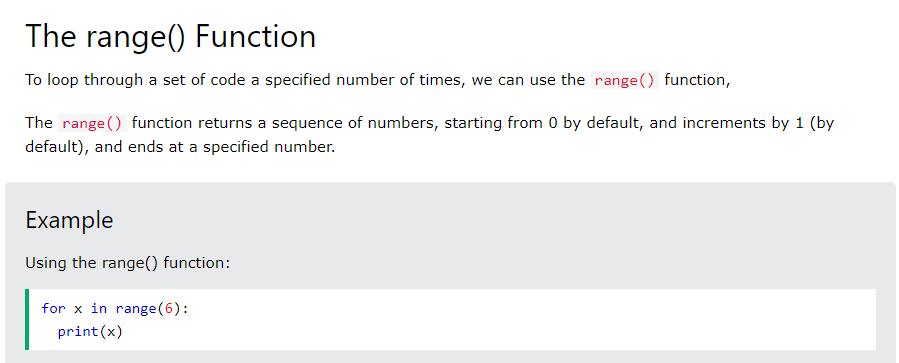 The range() Function
To loop through a set of code a specified number of times, we can use the range() function,
The range() function returns a sequence of numbers, starting from 0 by default, and increments by 1 (by
default), and ends at a specified number.
Example
Using the range() function:
for x in range(6):
  print(x)